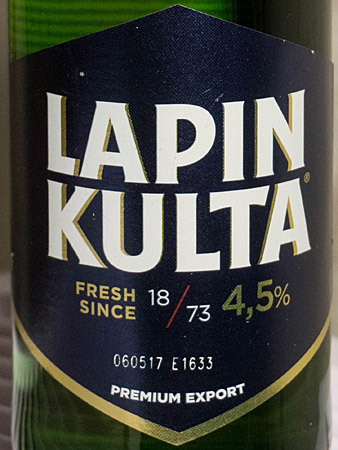 LAPIN
KULTA®
FRESH SINCE 18/73 4,5%
060517 E1633
PREMIUM EXPORT